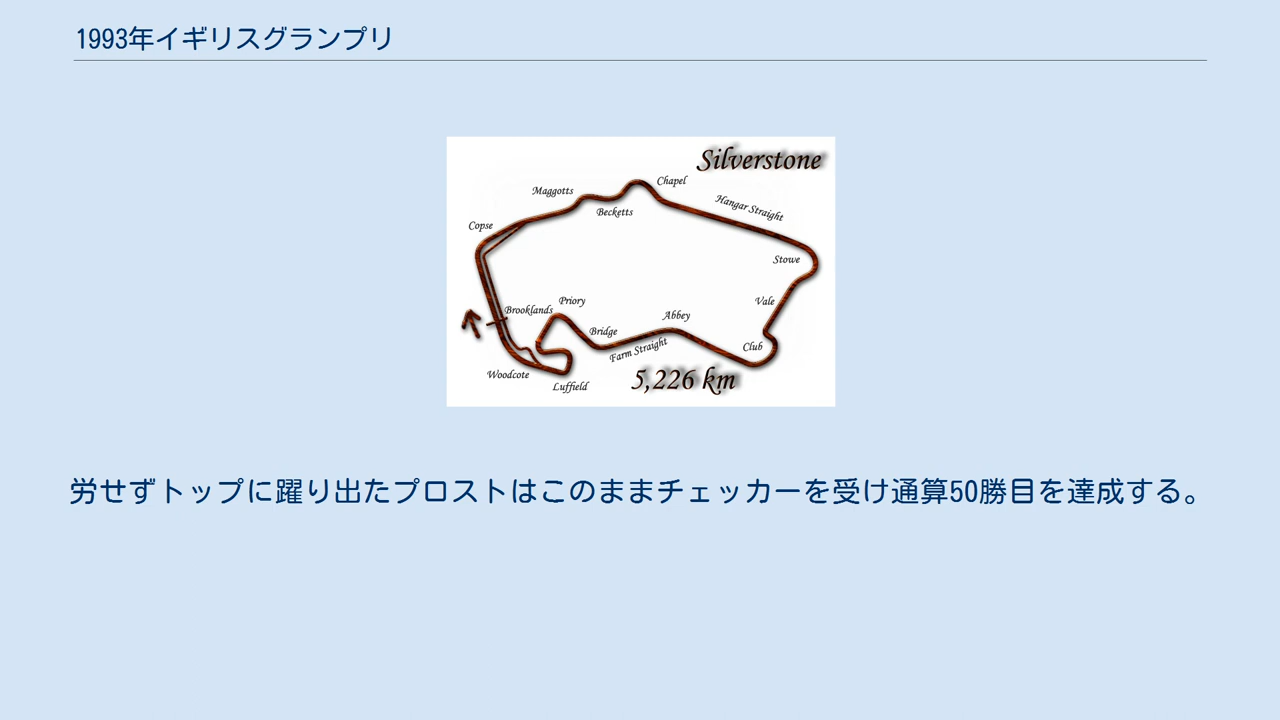 1993年イギリスグランプリ
Silverstone
Chapel
Maggotts
Hangar Straight
Becketts
Copse
Stowe
Priory
Vale
Brooklands
Abbey
Bridge
Farm Straight
Club
Woodcote
5,226 km
Luffield
労せずトップに躍り出たプロストはこのままチェッカーを受け通算50勝目を達成する。